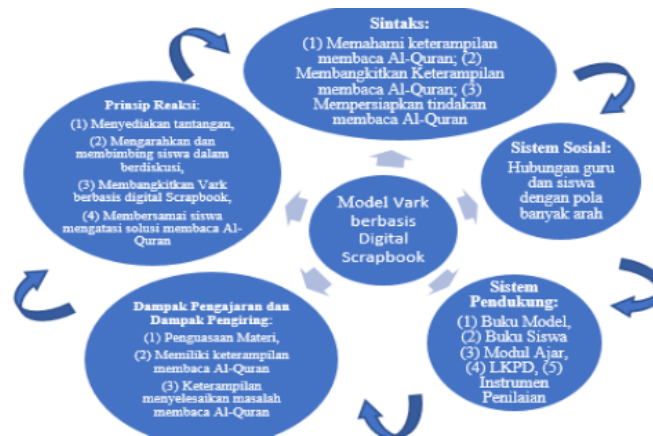 Sintaks:
(1) Memahami keterampilan
membaca Al-Quran; (2)
Membangkitkan Keterampilan
membaca Al-Quran; (3)
Mempersiapkan tindakan
membaca Al-Quran
Sistem Sosial:
Hubungan guru
dan siswa
dengan pola
banyak arah
Sistem
Pendukung:
(1) Buku Model,
(2) Buku Siswa
(3) Modul Ajar,
(4) LKPD, (5)
Instrumen
Penilaian
Dampak Pengajaran dan
Dampak Pengiring:
(1) Penguasaan Materi,
(2) Memiliki keterampilan
membaca Al-Quran
(3) Keterampilan
menyelesaikan masalah
membaca Al-Quran
Prinsip Reaksi:
(1) Menyediakan tantangan,
(2) Mengarahkan dan
membimbing siswa dalam
berdiskusi,
(3) Membangkitkan Vark
berbasis digital Scrapbook,
(4) Membersamai siswa
mengatasi solusi membaca Al-
Quran
Model Vark
berbasis
Digital
Scrapbook